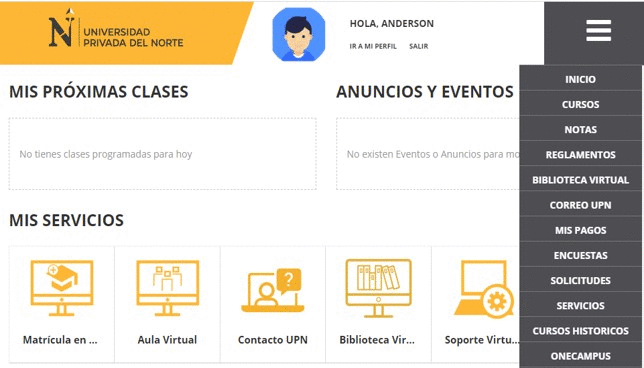 UNIVERSIDAD
PRIVADA DEL NORTE
N
HOLA, ANDERSON
IR A MI PERFIL SALIR
MIS PRÓXIMAS CLASES
No tienes clases programadas para hoy
ANUNCIOS Y EVENTOS
No existen Eventos o Anuncios para mo
MIS SERVICIOS
Matrícula en ...
Aula Virtual
?
Contacto UPN
Biblioteca Vir...
Soporte Virtu...
INICIO
CURSOS
NOTAS
REGLAMENTOS
BIBLIOTECA VIRTUAL
CORREO UPN
MIS PAGOS
ENCUESTAS
SOLICITUDES
SERVICIOS
CURSOS HISTORICOS
ONECAMPUS